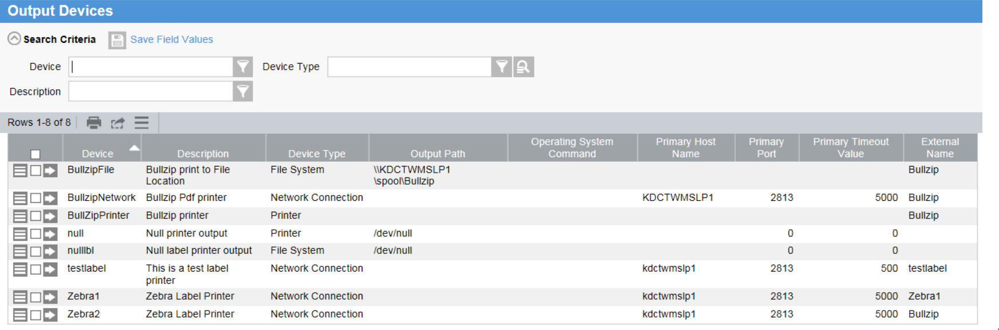 Output Devices
Search Criteria Save Field Values
Device Device Type
Description
Rows 1-8 of 8
Device Description Device Type Output Path Operating System Command Primary Host Name Primary Port Primary Timeout Value External Name
BullzipFile Bullzip print to File File System \\KDCTWMSLP1 Bullzip
Location \spool\Bullzip
BullzipNetwork Bullzip Pdf printer Network Connection KDCTWMSLP1 2813 5000 Bullzip
BullZipPrinter Bullzip printer Printer Bullzip
null Null printer output Printer /dev/null 0 0
nulllbl Null label printer output File System /dev/null 0 0
testlabel This is a test label Network Connection kdctwmslp1 2813 500 testlabel
printer
Zebra1 Zebra Label Printer Network Connection kdctwmslp1 2813 5000 Zebra1
Zebra2 Zebra Label Printer Network Connection kdctwmslp1 2813 5000 Bullzip